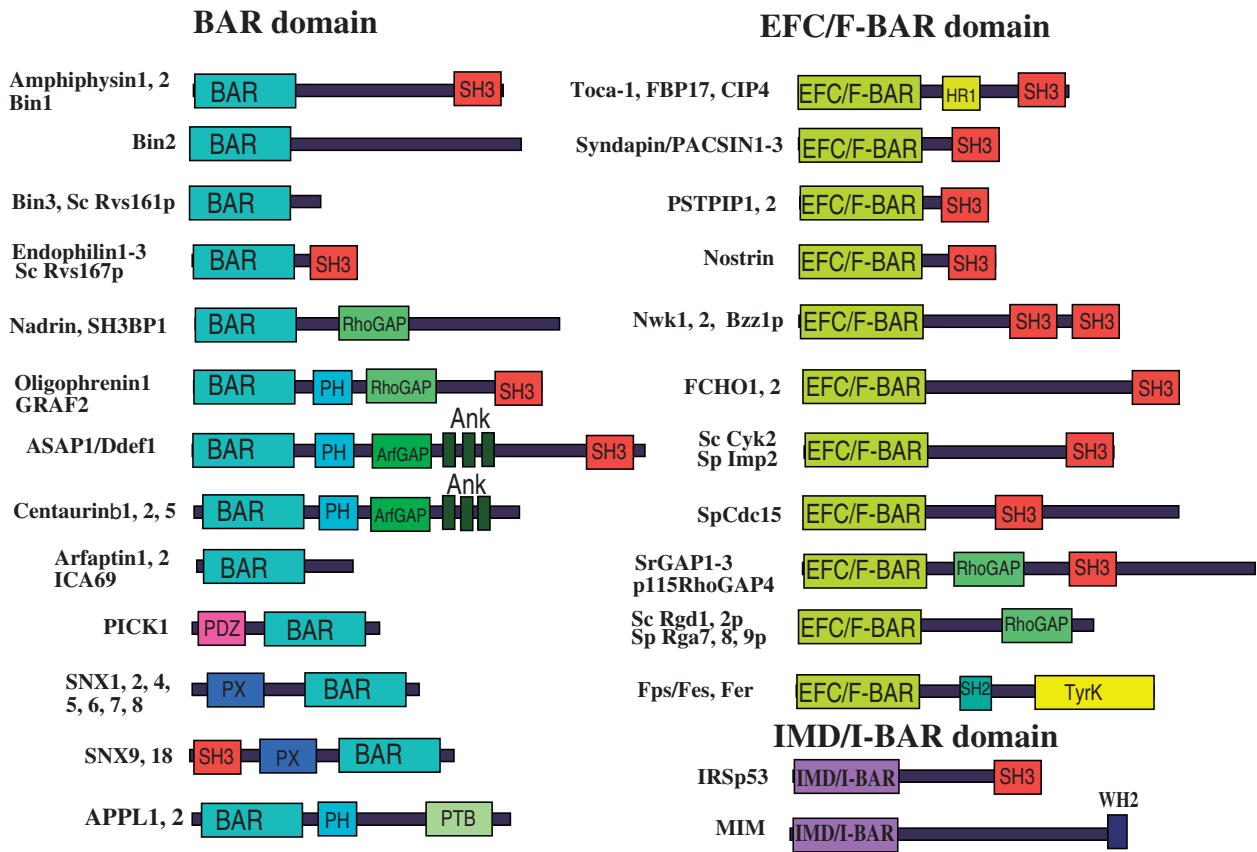 BAR domain
Amphiphysin1, 2
Bin1
BAR
SH3
Bin2
BAR
Bin3, Sc Rvs161p
BAR
Endophilin1-3
Sc Rvs167p
BAR
SH3
Nadrin, SH3BP1
BAR
RhoGAP
Oligophrenin1
GRAF2
BAR
PH
RhoGAP
SH3
ASAP1/Ddef1
BAR
PH
ArfGAP
Ank
SH3
Centaurinb1, 2, 5
BAR
PH
ArfGAP
Ank
Arfaptin1, 2
ICA69
BAR
PICK1
PDZ
BAR
SNX1, 2, 4,
5, 6, 7, 8
PX
BAR
SNX9, 18
SH3
PX
BAR
APPL1, 2
BAR
PH
PTB
EFC/F-BAR domain
Toca-1, FBP17, CIP4
EFC/F-BAR
HR1
SH3
Syndapin/PACSIN1-3
EFC/F-BAR
SH3
PSTPIP1, 2
EFC/F-BAR
SH3
Nostrin
EFC/F-BAR
SH3
Nwk1, 2, Bzz1p
EFC/F-BAR
SH3
SH3
FCHO1, 2
EFC/F-BAR
SH3
Sc Cyk2
Sp Imp2
EFC/F-BAR
SH3
SpCdc15
EFC/F-BAR
SH3
SrGAP1-3
p115RhoGAP4
EFC/F-BAR
RhoGAP
SH3
Sc Rgd1, 2p
Sp Rga7, 8, 9p
EFC/F-BAR
RhoGAP
Fps/Fes, Fer
EFC/F-BAR
SH2
TyrK
IMD/I-BAR domain
IRSp53
IMD/I-BAR
SH3
MIM
IMD/I-BAR
WH2